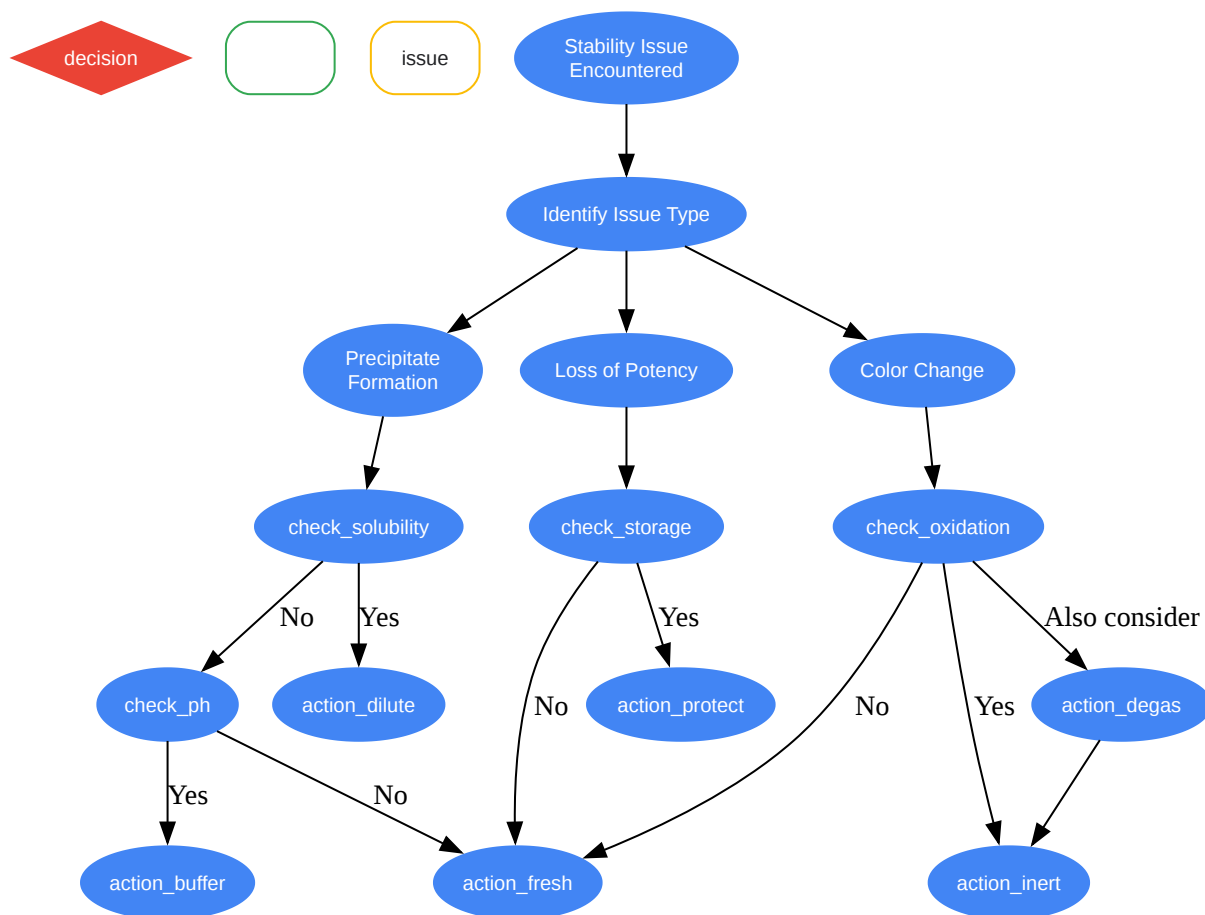 decision
issue
Stability Issue
Encountered
Identify Issue Type
Precipitate
Formation
Loss of Potency
Color Change
check_solubility
check_storage
check_oxidation
No
Yes
Yes
Also consider
check_ph
action_dilute
No
action_protect
No
Yes
action_degas
Yes
No
action_buffer
action_fresh
action_inert